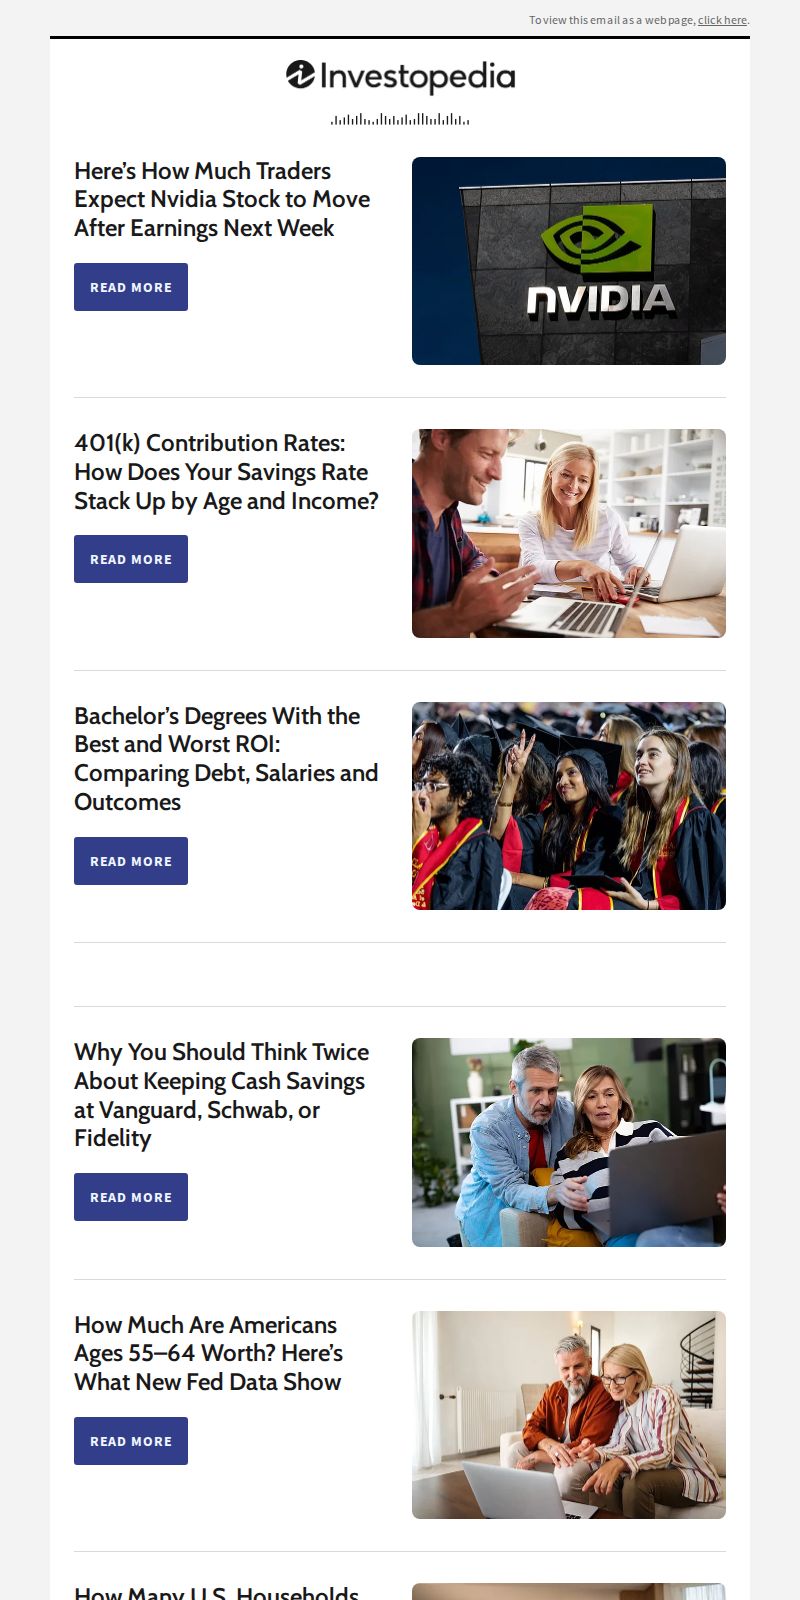 To view this email as a web page, click here.
Investopedia
Here’s How Much Traders
Expect Nvidia Stock to Move
After Earnings Next Week
READ MORE
NVIDIA
401(k) Contribution Rates:
How Does Your Savings Rate
Stack Up by Age and Income?
READ MORE
Bachelor’s Degrees With the
Best and Worst ROI:
Comparing Debt, Salaries and
Outcomes
READ MORE
Why You Should Think Twice
About Keeping Cash Savings
at Vanguard, Schwab, or
Fidelity
READ MORE
How Much Are Americans
Ages 55–64 Worth? Here’s
What New Fed Data Show
READ MORE
How Many U.S. Households